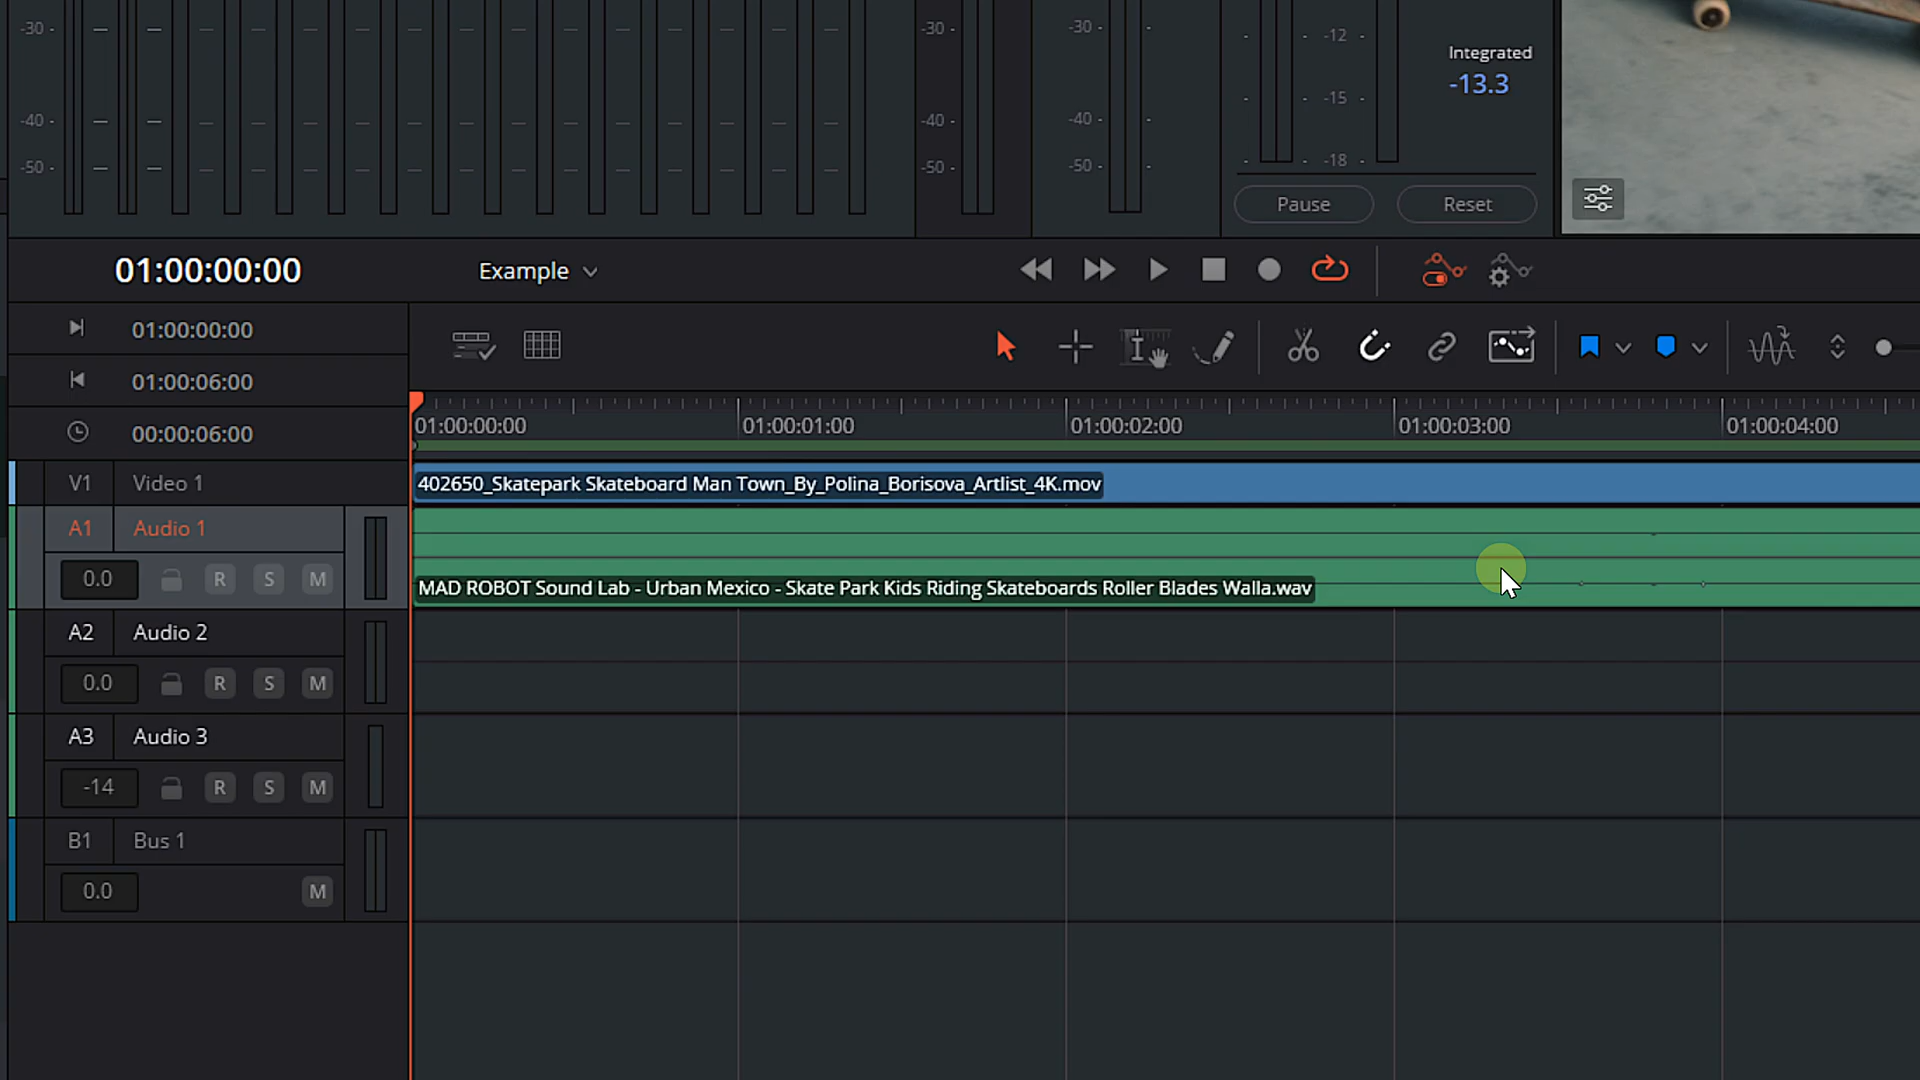 -30 -
-30 -
-30 -
-12
-40 -
-40 -
-40 -
-15
-50 -
-50 -
-50 -
-18
Integrated
-13.3
Pause
Reset
01:00:00:00
Example
01:00:00:00
01:00:06:00
00:00:06:00
01:00:00:00
01:00:01:00
01:00:02:00
01:00:03:00
01:00:04:00
V1
Video 1
402650_Skatepark Skateboard Man Town_By_Polina_Borisova_Artlist_4K.mov
A1
Audio 1
0.0
R
S
M
MAD ROBOT Sound Lab - Urban Mexico - Skate Park Kids Riding Skateboards Roller Blades Walla.wav
A2
Audio 2
0.0
R
S
M
A3
Audio 3
-14
R
S
M
B1
Bus 1
0.0
M